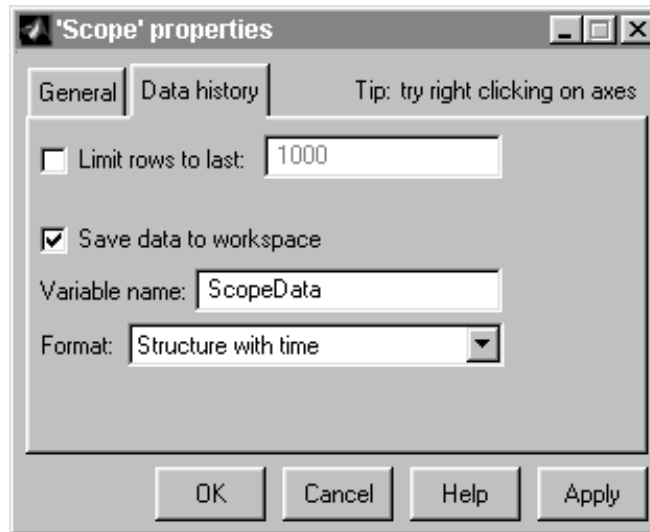 'Scope' properties
General Data history Tip: try right clicking on axes
Limit rows to last: 1000
Save data to workspace
Variable name: ScopeData
Format: Structure with time
OK Cancel Help Apply